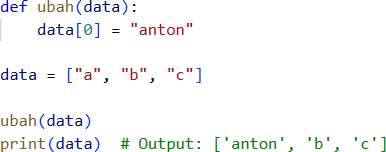 def ubah(data):
    data[0] = "anton"

data = ["a", "b", "c"]

ubah(data)
print(data)  # Output: ['anton', 'b', 'c']